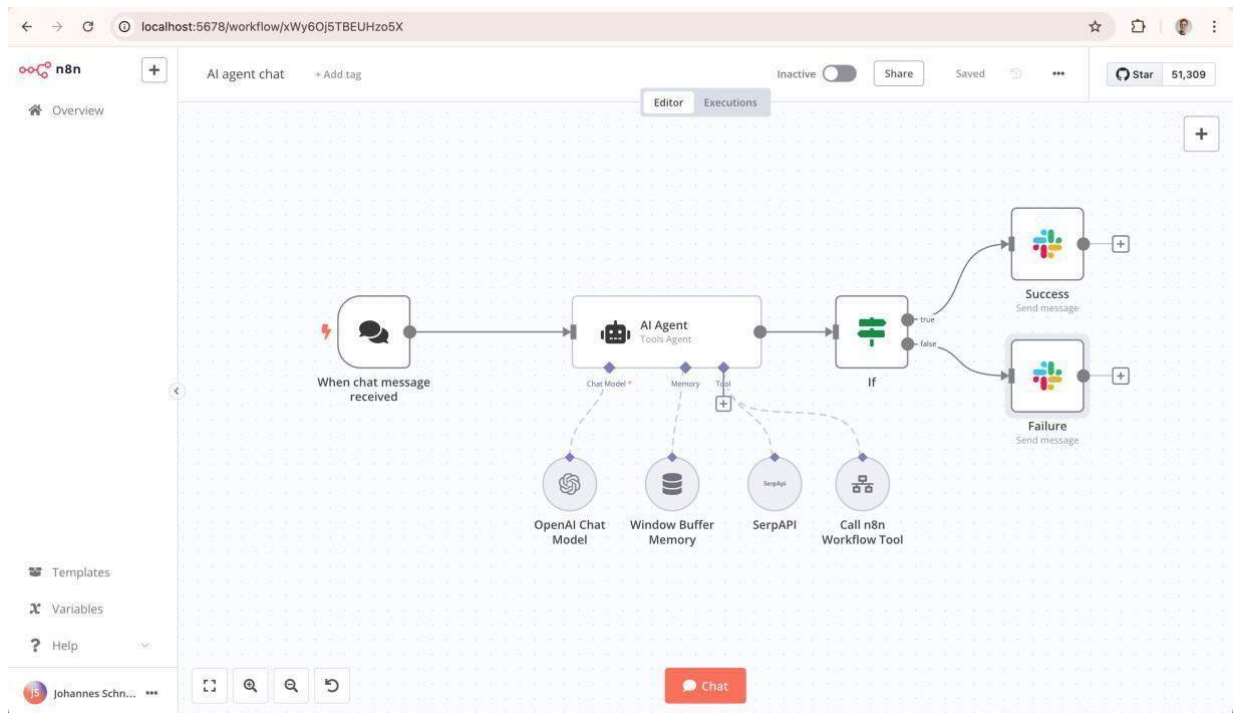 localhost:5678/workflow/xWy6Oj5TBEUHzo5X
n8n
AI agent chat
+ Add tag
Inactive
Share
Saved
Star
51,309
Editor
Executions
Overview
When chat message
received
AI Agent
Tools Agent
Chat Model *
Memory
Tool
If
true
false
Success
Send message
Failure
Send message
OpenAI Chat
Model
Window Buffer
Memory
SerpApi
SerpAPI
Call n8n
Workflow Tool
Templates
Variables
Help
JS
Johannes Schn...
Chat